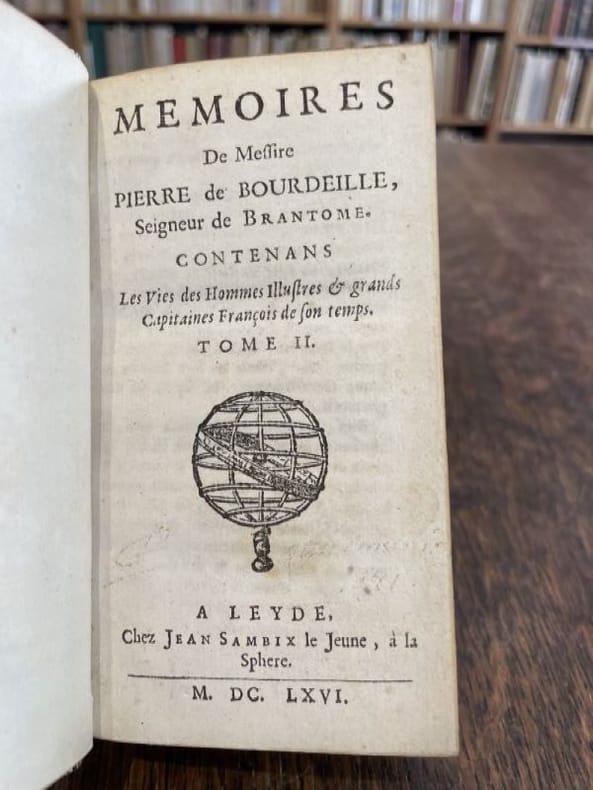 MEMOIRES
De Meſſire
PIERRE de BOURDEILLE,
Seigneur de BRANTOME.
CONTENANS
Les Vies des Hommes Illuſtres & grands
Capitaines François de ſon temps.
TOME II.
A LEYDE,
Chez JEAN SAMBIX le Jeune, à la
Sphere.
M. DC. LXVI.